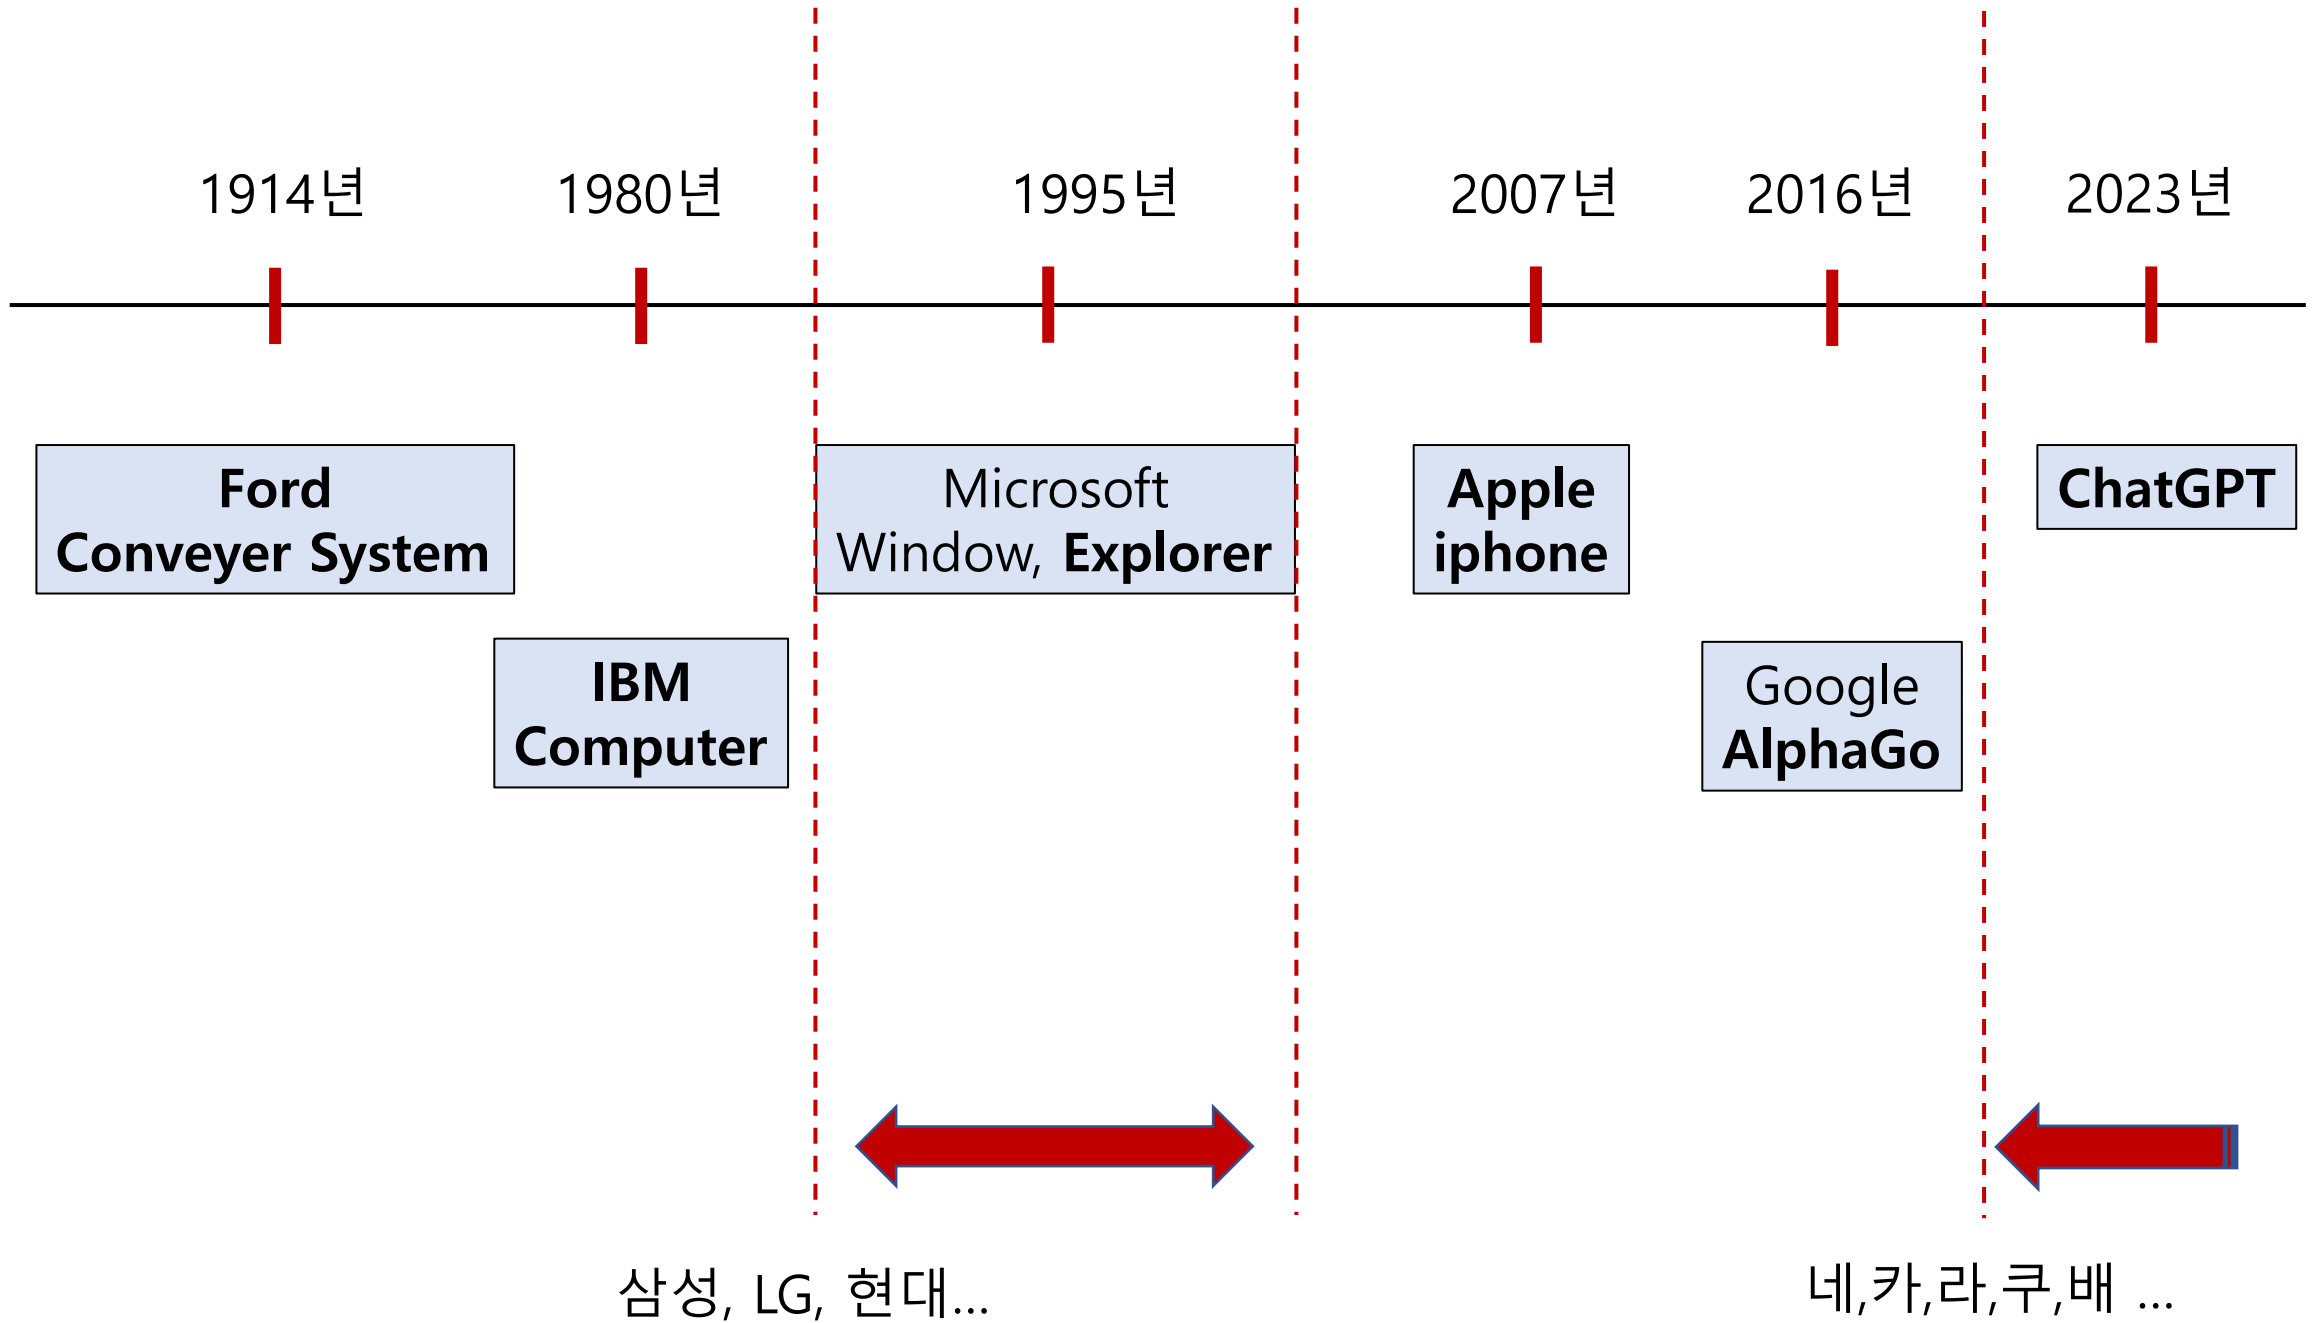 1914년
1980년
1995년
2007년
2016년
2023년
Ford
Conveyer System
IBM
Computer
Microsoft
Window, Explorer
Apple
iphone
Google
AlphaGo
ChatGPT
삼성, LG, 현대...
네,카,라,쿠,배 ...